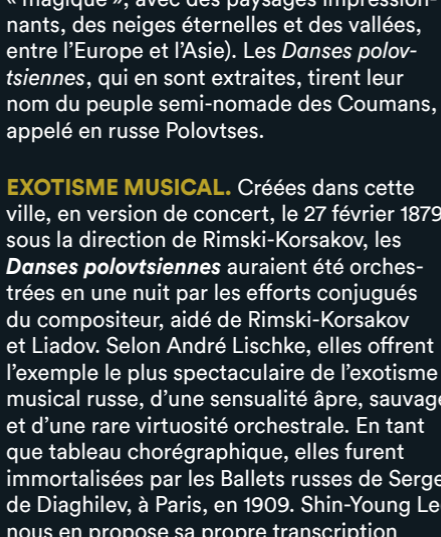 « magique », avec des paysages impression-
nants, des neiges éternelles et des vallées,
entre l’Europe et l’Asie). Les Danses polov-
tsiennes, qui en sont extraites, tirent leur
nom du peuple semi-nomade des Coumans,
appelé en russe Polovtses.
EXOTISME MUSICAL. Créées dans cette
ville, en version de concert, le 27 février 1879
sous la direction de Rimski-Korsakov, les
Danses polovtsiennes auraient été orches-
trées en une nuit par les efforts conjugués
du compositeur, aidé de Rimski-Korsakov
et Liadov. Selon André Lischke, elles offrent
l’exemple le plus spectaculaire de l’exotisme
musical russe, d’une sensualité âpre, sauvage
et d’une rare virtuosité orchestrale. En tant
que tableau chorégraphique, elles furent
immortalisées par les Ballets russes de Serge
de Diaghilev, à Paris, en 1909. Shin-Young Le
nous en propose sa propre transcription